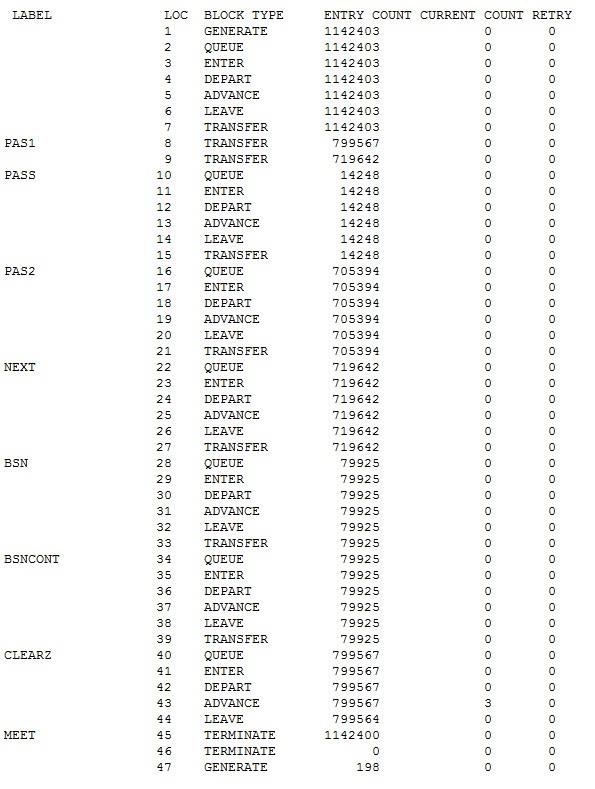 LABEL LOC BLOCK TYPE ENTRY COUNT CURRENT COUNT RETRY
1 GENERATE 1142403 0 0
2 QUEUE 1142403 0 0
3 ENTER 1142403 0 0
4 DEPART 1142403 0 0
5 ADVANCE 1142403 0 0
6 LEAVE 1142403 0 0
7 TRANSFER 1142403 0 0
PAS1 8 TRANSFER 799567 0 0
9 TRANSFER 719642 0 0
PASS 10 QUEUE 14248 0 0
11 ENTER 14248 0 0
12 DEPART 14248 0 0
13 ADVANCE 14248 0 0
14 LEAVE 14248 0 0
15 TRANSFER 14248 0 0
PAS2 16 QUEUE 705394 0 0
17 ENTER 705394 0 0
18 DEPART 705394 0 0
19 ADVANCE 705394 0 0
20 LEAVE 705394 0 0
21 TRANSFER 705394 0 0
NEXT 22 QUEUE 719642 0 0
23 ENTER 719642 0 0
24 DEPART 719642 0 0
25 ADVANCE 719642 0 0
26 LEAVE 719642 0 0
27 TRANSFER 719642 0 0
BSN 28 QUEUE 79925 0 0
29 ENTER 79925 0 0
30 DEPART 79925 0 0
31 ADVANCE 79925 0 0
32 LEAVE 79925 0 0
33 TRANSFER 79925 0 0
BSNCONT 34 QUEUE 79925 0 0
35 ENTER 79925 0 0
36 DEPART 79925 0 0
37 ADVANCE 79925 0 0
38 LEAVE 79925 0 0
39 TRANSFER 79925 0 0
CLEARZ 40 QUEUE 799567 0 0
41 ENTER 799567 0 0
42 DEPART 799567 0 0
43 ADVANCE 799567 3 0
44 LEAVE 799564 0 0
MEET 45 TERMINATE 1142400 0 0
46 TERMINATE 0 0 0
47 GENERATE 198 0 0